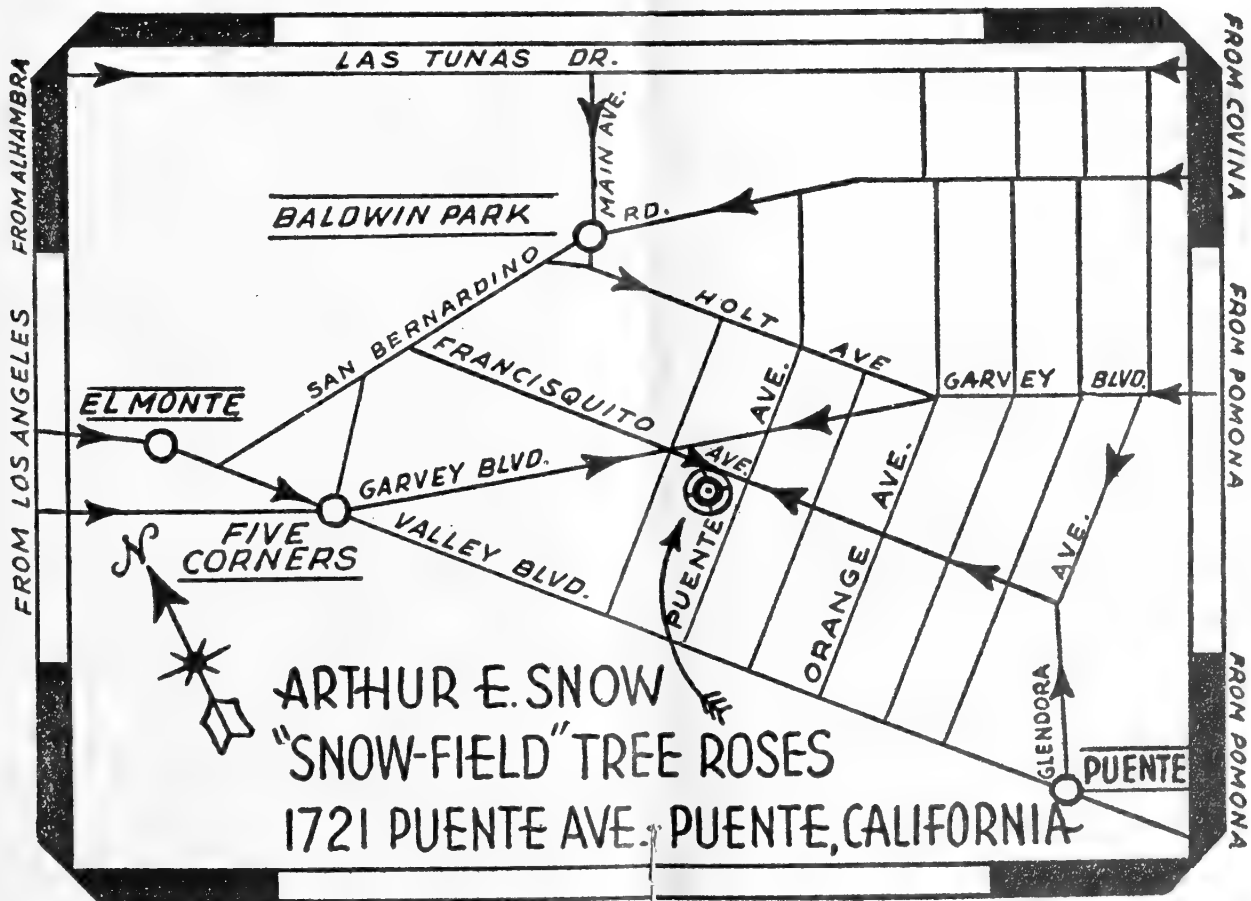 LAS TUNAS DR.
FROM ALHAMBRA
FROM COVINA
MAIN AVE.
BALDWIN PARK
RD.
SAN BERNARDINO
HOLT AVE
FRANCISQUITO AVE.
GARVEY BLVD.
FROM POMONA
EL MONTE
FROM LOS ANGELES
GARVEY BLVD.
FIVE
CORNERS
VALLEY BLVD.
PUENTE AVE.
ORANGE AVE.
GLENDORA AVE.
N
PUENTE
FROM POMONA
ARTHUR E. SNOW
"SNOW-FIELD" TREE ROSES
1721 PUENTE AVE. PUENTE, CALIFORNIA